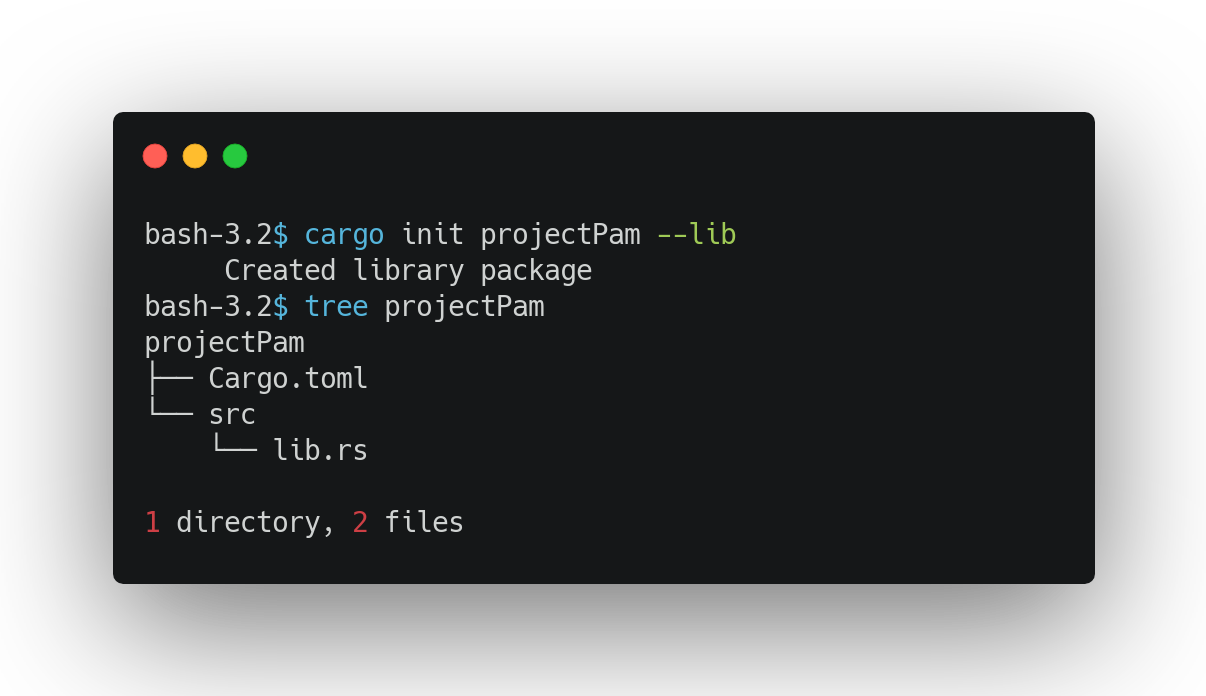 bash-3.2$ cargo init projectPam --lib
     Created library package
bash-3.2$ tree projectPam
projectPam
├── Cargo.toml
└── src
    └── lib.rs

1 directory, 2 files